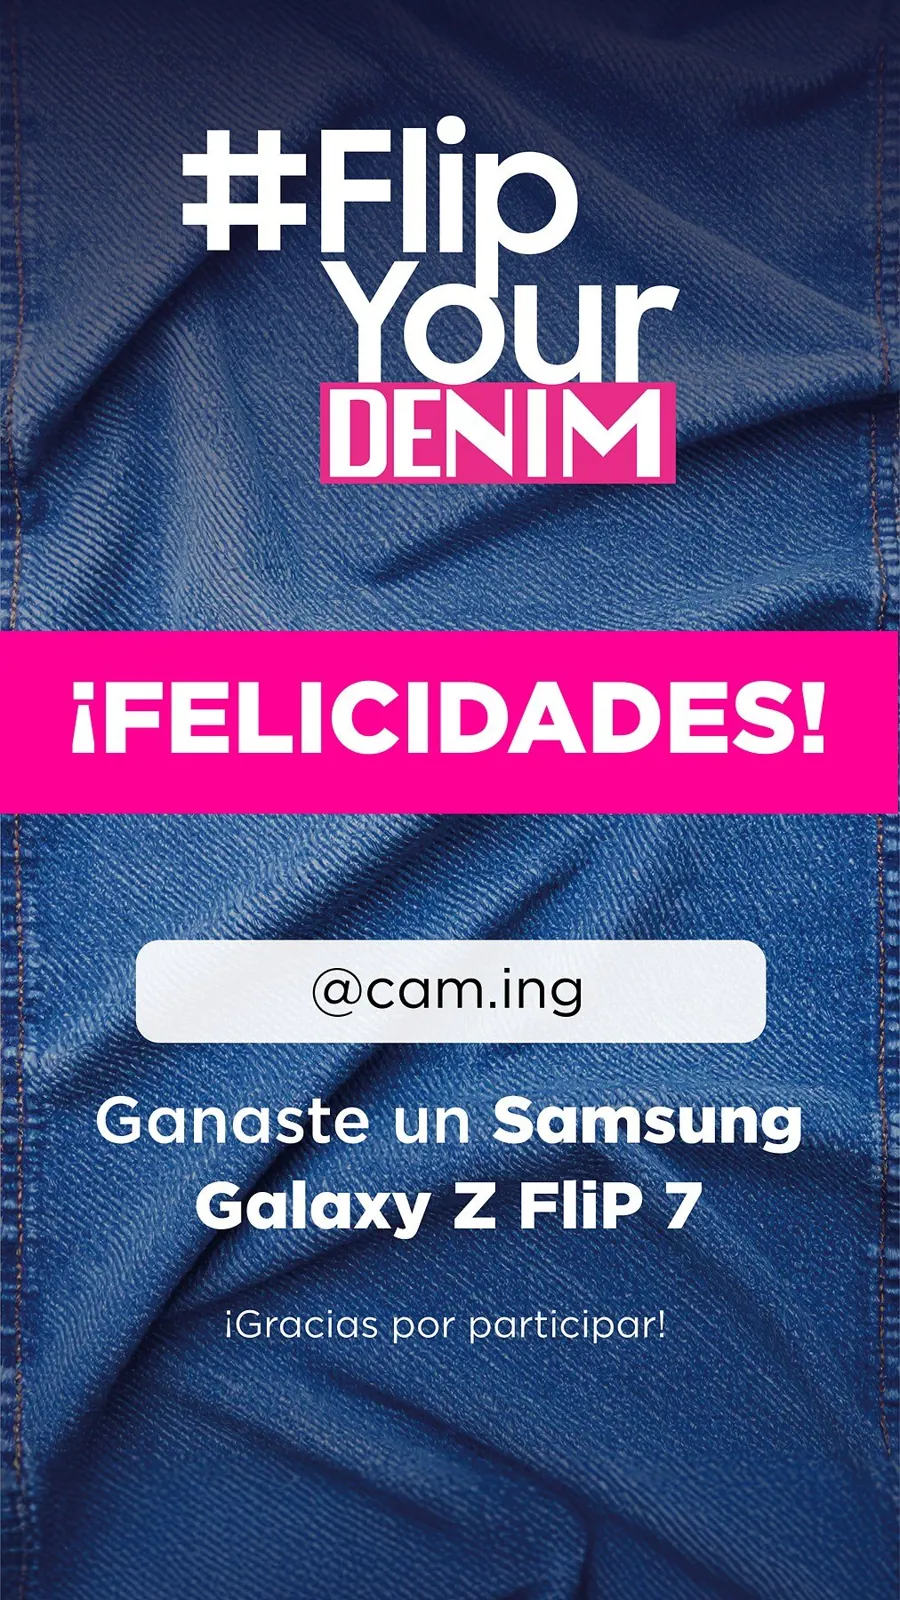 #Flip
Your
DENIM
¡FELICIDADES!
@cam.ing
Ganaste un Samsung
Galaxy Z FliP 7
¡Gracias por participar!